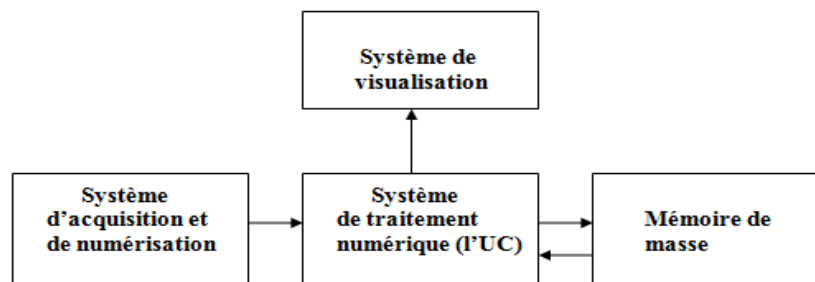 Système de
visualisation
Système
d'acquisition et
de numérisation
Système
de traitement
numérique (l'UC)
Mémoire de
masse